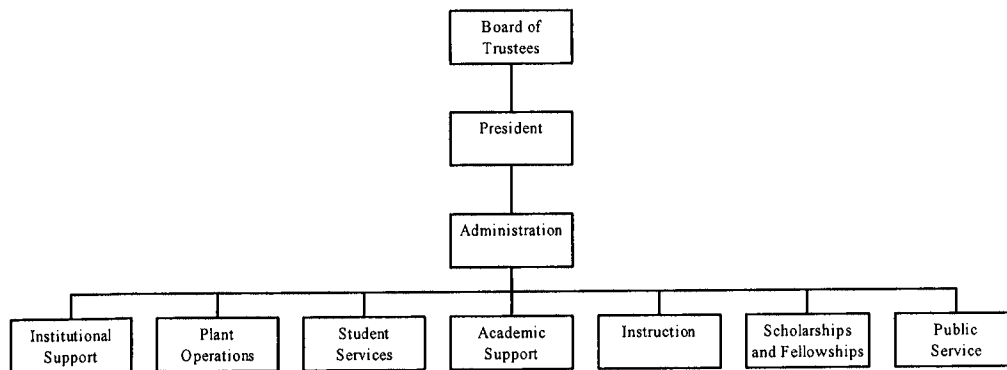 Board of
Trustees
President
Administration
Institutional
Support
Plant
Operations
Student
Services
Academic
Support
Instruction
Scholarships
and Fellowships
Public
Service